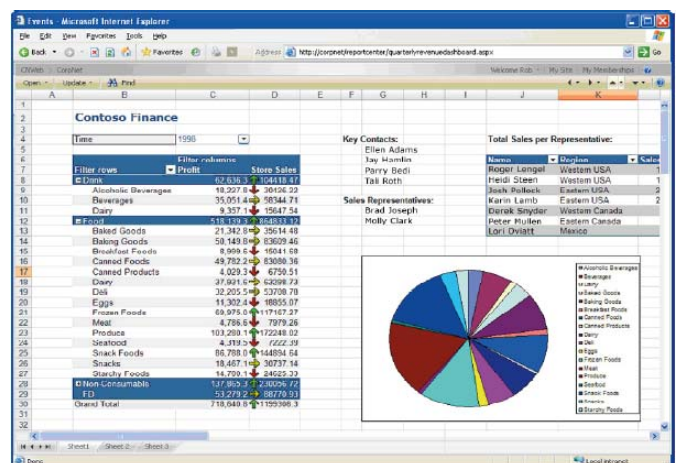 Events - Microsoft Internet Explorer
File Edit View Favorites Tools Help
Back Favorites Address http://corpnet/reportcenter/quarterlyrevenuedashboard.aspx Go
CNWeb CorpNet Welcome Rob My Site My Memberships
Open Update Find
A B C D E F G H I J K
Contoso Finance
Time 1996 Key Contacts: Total Sales per Representative:
Ellen Adams
Filter columns Jay Hamlin Name Region Sales
Filter rows Profit Store Sales Parry Bedi Roger Lengel Western USA
Drink 62,636.3 104418.47 Tali Roth Heidi Steen Western USA
Alcoholic Beverages 30426.22 Josh Pollock Eastern USA
Beverages 35,051.4 58344.71 Sales Representatives: Karin Lamb Eastern USA
Dairy 9,357.1 15647.54 Brad Joseph Derek Snyder Western Canada
Food 518,139.3 864833.12 Molly Clark Peter Mullen Eastern Canada
Baked Goods 21,342.8 35614.48 Lori Oviatt Mexico
Baking Goods 50,149.8 83609.46
Breakfast Foods 8,999.6 15041.68
Canned Foods 49,782.2 83080.36
Canned Products 4,029.3 6750.51
Dairy 37,931.6 63298.73
Deli 32,205.5 53708.78
Eggs 11,302.4 18855.07
Frozen Foods 69,975.0 117167.27
Meat 4,786.6 7979.26
Produce 103,280.1 172248.02
Seafood 4,319.5 7222.39
Snack Foods 86,788.0 144894.64
Snacks 18,467.1 30737.14
Starchy Foods 14,780.1 24625.33
Non-Consumable 137,865.3 230056.72
ED 53,279.2 88770.93
Grand Total 718,640.8 1199308.3
Alcoholic Beverages
Beverages
Dairy
Baked Goods
Baking Goods
Breakfast Foods
Canned Foods
Canned Products
Dairy
Deli
Eggs
Frozen Foods
Meat
Produce
Seafood
Snack Foods
Snacks
Starchy Foods
Sheet1 Sheet 2 Sheet 3
Done Local intranet